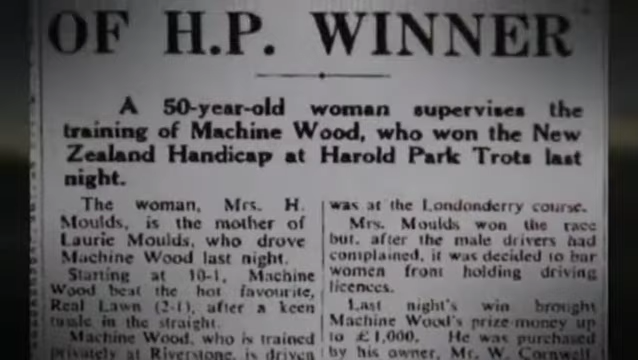 OF H.P. WINNER
A 50-year-old woman supervises the
training of Machine Wood, who won the New
Zealand Handicap at Harold Park Trots last
night.
The woman, Mrs. H.
Moulds, is the mother of
Laurie Moulds, who drove
Machine Wood last night.
Starting at 10-1, Machine
Wood beat the hot favourite,
Real Lawn (2-1), after a keen
tussle in the straight.
Machine Wood, who is trained
privately at Riverstone, is driven
was at the Londonderry course.
Mrs. Moulds won the race
but, after the male drivers had
complained, it was decided to bar
women from holding driving
licences.
Last night's win brought
Machine Wood's prize-money up
to £1,000. He was purchased
by his owner, Mr. W.